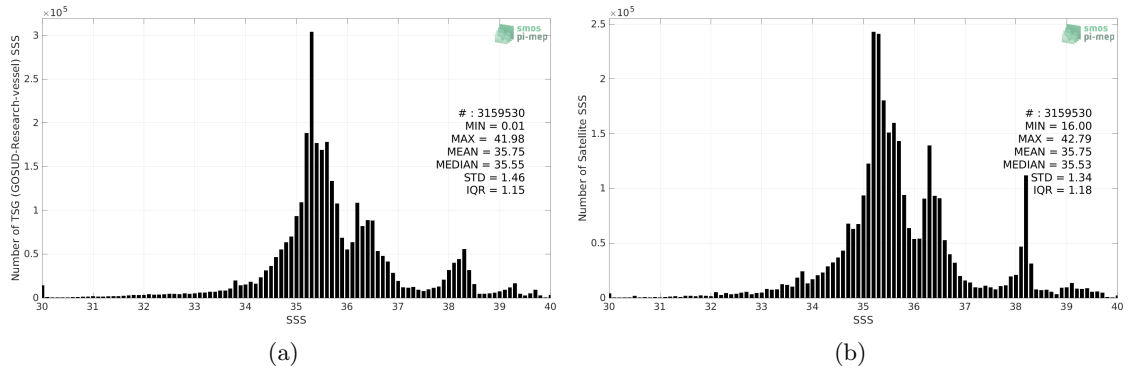 ×10^5
3
2.5
2
1.5
1
0.5
0
30
31
32
33
34
35
36
37
38
39
40
SSS
Number of TSG (GOSUD-Research-vessel) SSS
smos
pi-mep
# : 3159530
MIN = 0.01
MAX = 41.98
MEAN = 35.75
MEDIAN = 35.55
STD = 1.46
IQR = 1.15
(a)
×10^5
2.5
2
1.5
1
0.5
0
30
31
32
33
34
35
36
37
38
39
40
SSS
Number of Satellite SSS
smos
pi-mep
# : 3159530
MIN = 16.00
MAX = 42.79
MEAN = 35.75
MEDIAN = 35.53
STD = 1.34
IQR = 1.18
(b)